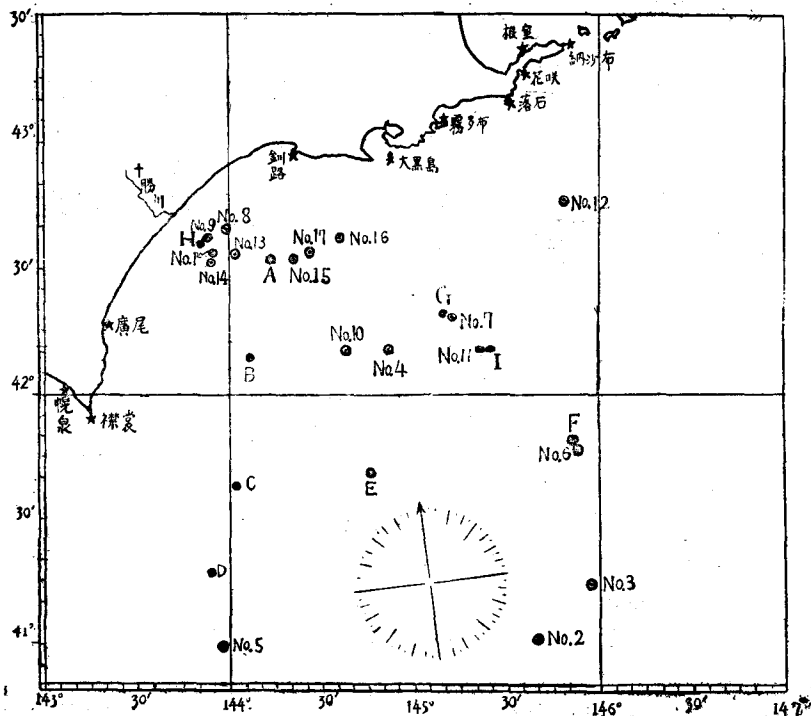 30′
根室
納沙布
花咲
落石
43°
霧多布
釧路
大黒島
十勝川
No.12
No.8
No.9
H
No.1
No.13
No.17
No.16
No.14
A
No.15
30′
G
No.7
廣尾
No.10
No.4
No.11
I
B
42°
幌泉
襟裳
F
No.6
E
C
30′
D
No.3
No.2
No.5
41°
143°
30′
144°
30′
145°
30′
146°
30′
147°